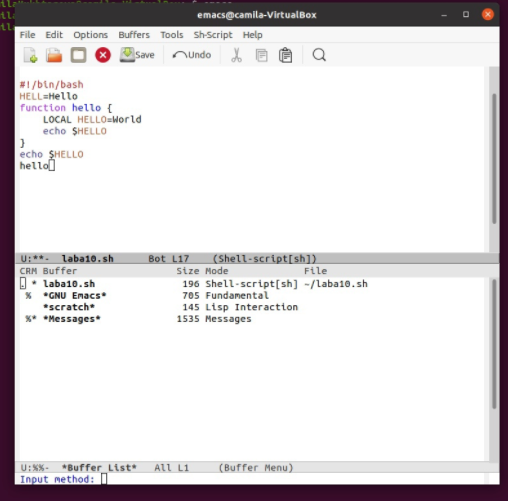 emacs@camila-VirtualBox
File Edit Options Buffers Tools Sh-Script Help
Save Undo
#!/bin/bash
HELL=Hello
function hello {
    LOCAL HELLO=World
    echo $HELLO
}
echo $HELLO
hello
U:**-  laba10.sh      Bot L17    (Shell-script[sh])
CRM Buffer                Size Mode             File
. * laba10.sh              196 Shell-script[sh] ~/laba10.sh
 %  *GNU Emacs*            705 Fundamental
    *scratch*              145 Lisp Interaction
 %* *Messages*            1535 Messages
U:%%-  *Buffer List*   All L1     (Buffer Menu)
Input method: